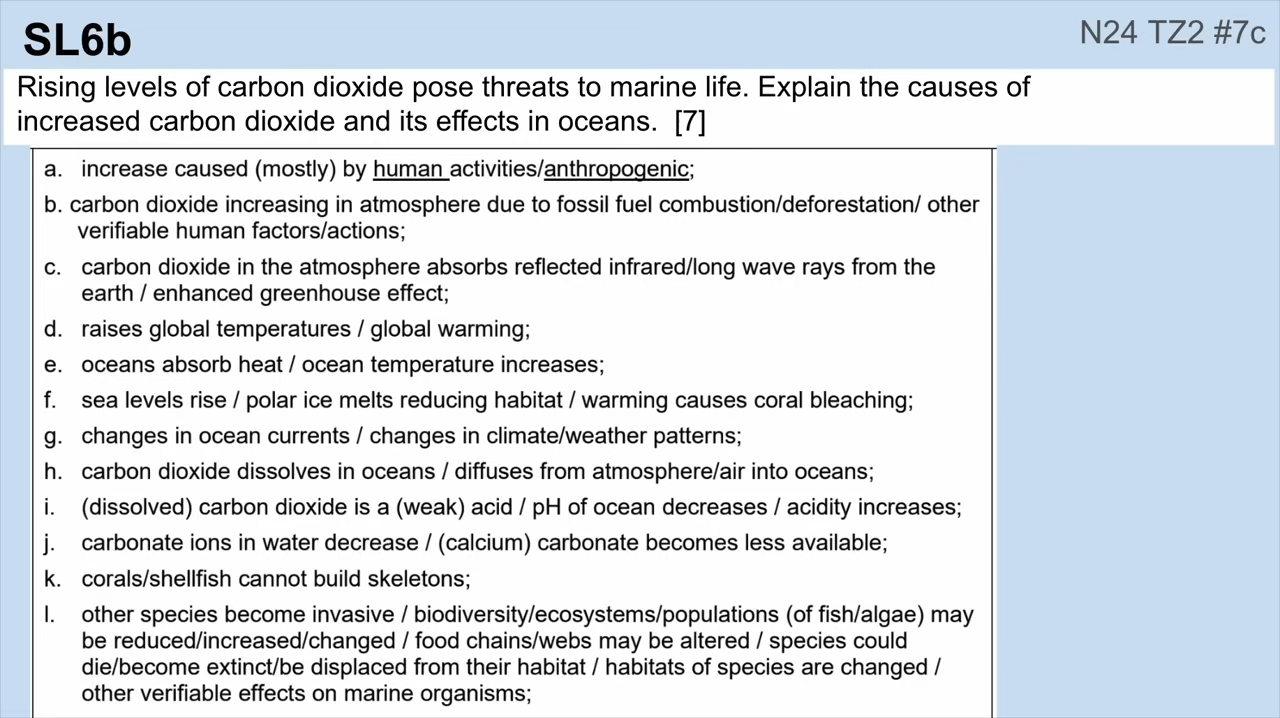 SL6b
N24 TZ2 #7c
Rising levels of carbon dioxide pose threats to marine life. Explain the causes of
increased carbon dioxide and its effects in oceans. [7]
a. increase caused (mostly) by human activities/anthropogenic;
b. carbon dioxide increasing in atmosphere due to fossil fuel combustion/deforestation/ other
verifiable human factors/actions;
c. carbon dioxide in the atmosphere absorbs reflected infrared/long wave rays from the
earth / enhanced greenhouse effect;
d. raises global temperatures / global warming;
e. oceans absorb heat / ocean temperature increases;
f. sea levels rise / polar ice melts reducing habitat / warming causes coral bleaching;
g. changes in ocean currents / changes in climate/weather patterns;
h. carbon dioxide dissolves in oceans / diffuses from atmosphere/air into oceans;
i. (dissolved) carbon dioxide is a (weak) acid / pH of ocean decreases / acidity increases;
j. carbonate ions in water decrease / (calcium) carbonate becomes less available;
k. corals/shellfish cannot build skeletons;
l. other species become invasive / biodiversity/ecosystems/populations (of fish/algae) may
be reduced/increased/changed / food chains/webs may be altered / species could
die/become extinct/be displaced from their habitat / habitats of species are changed /
other verifiable effects on marine organisms;